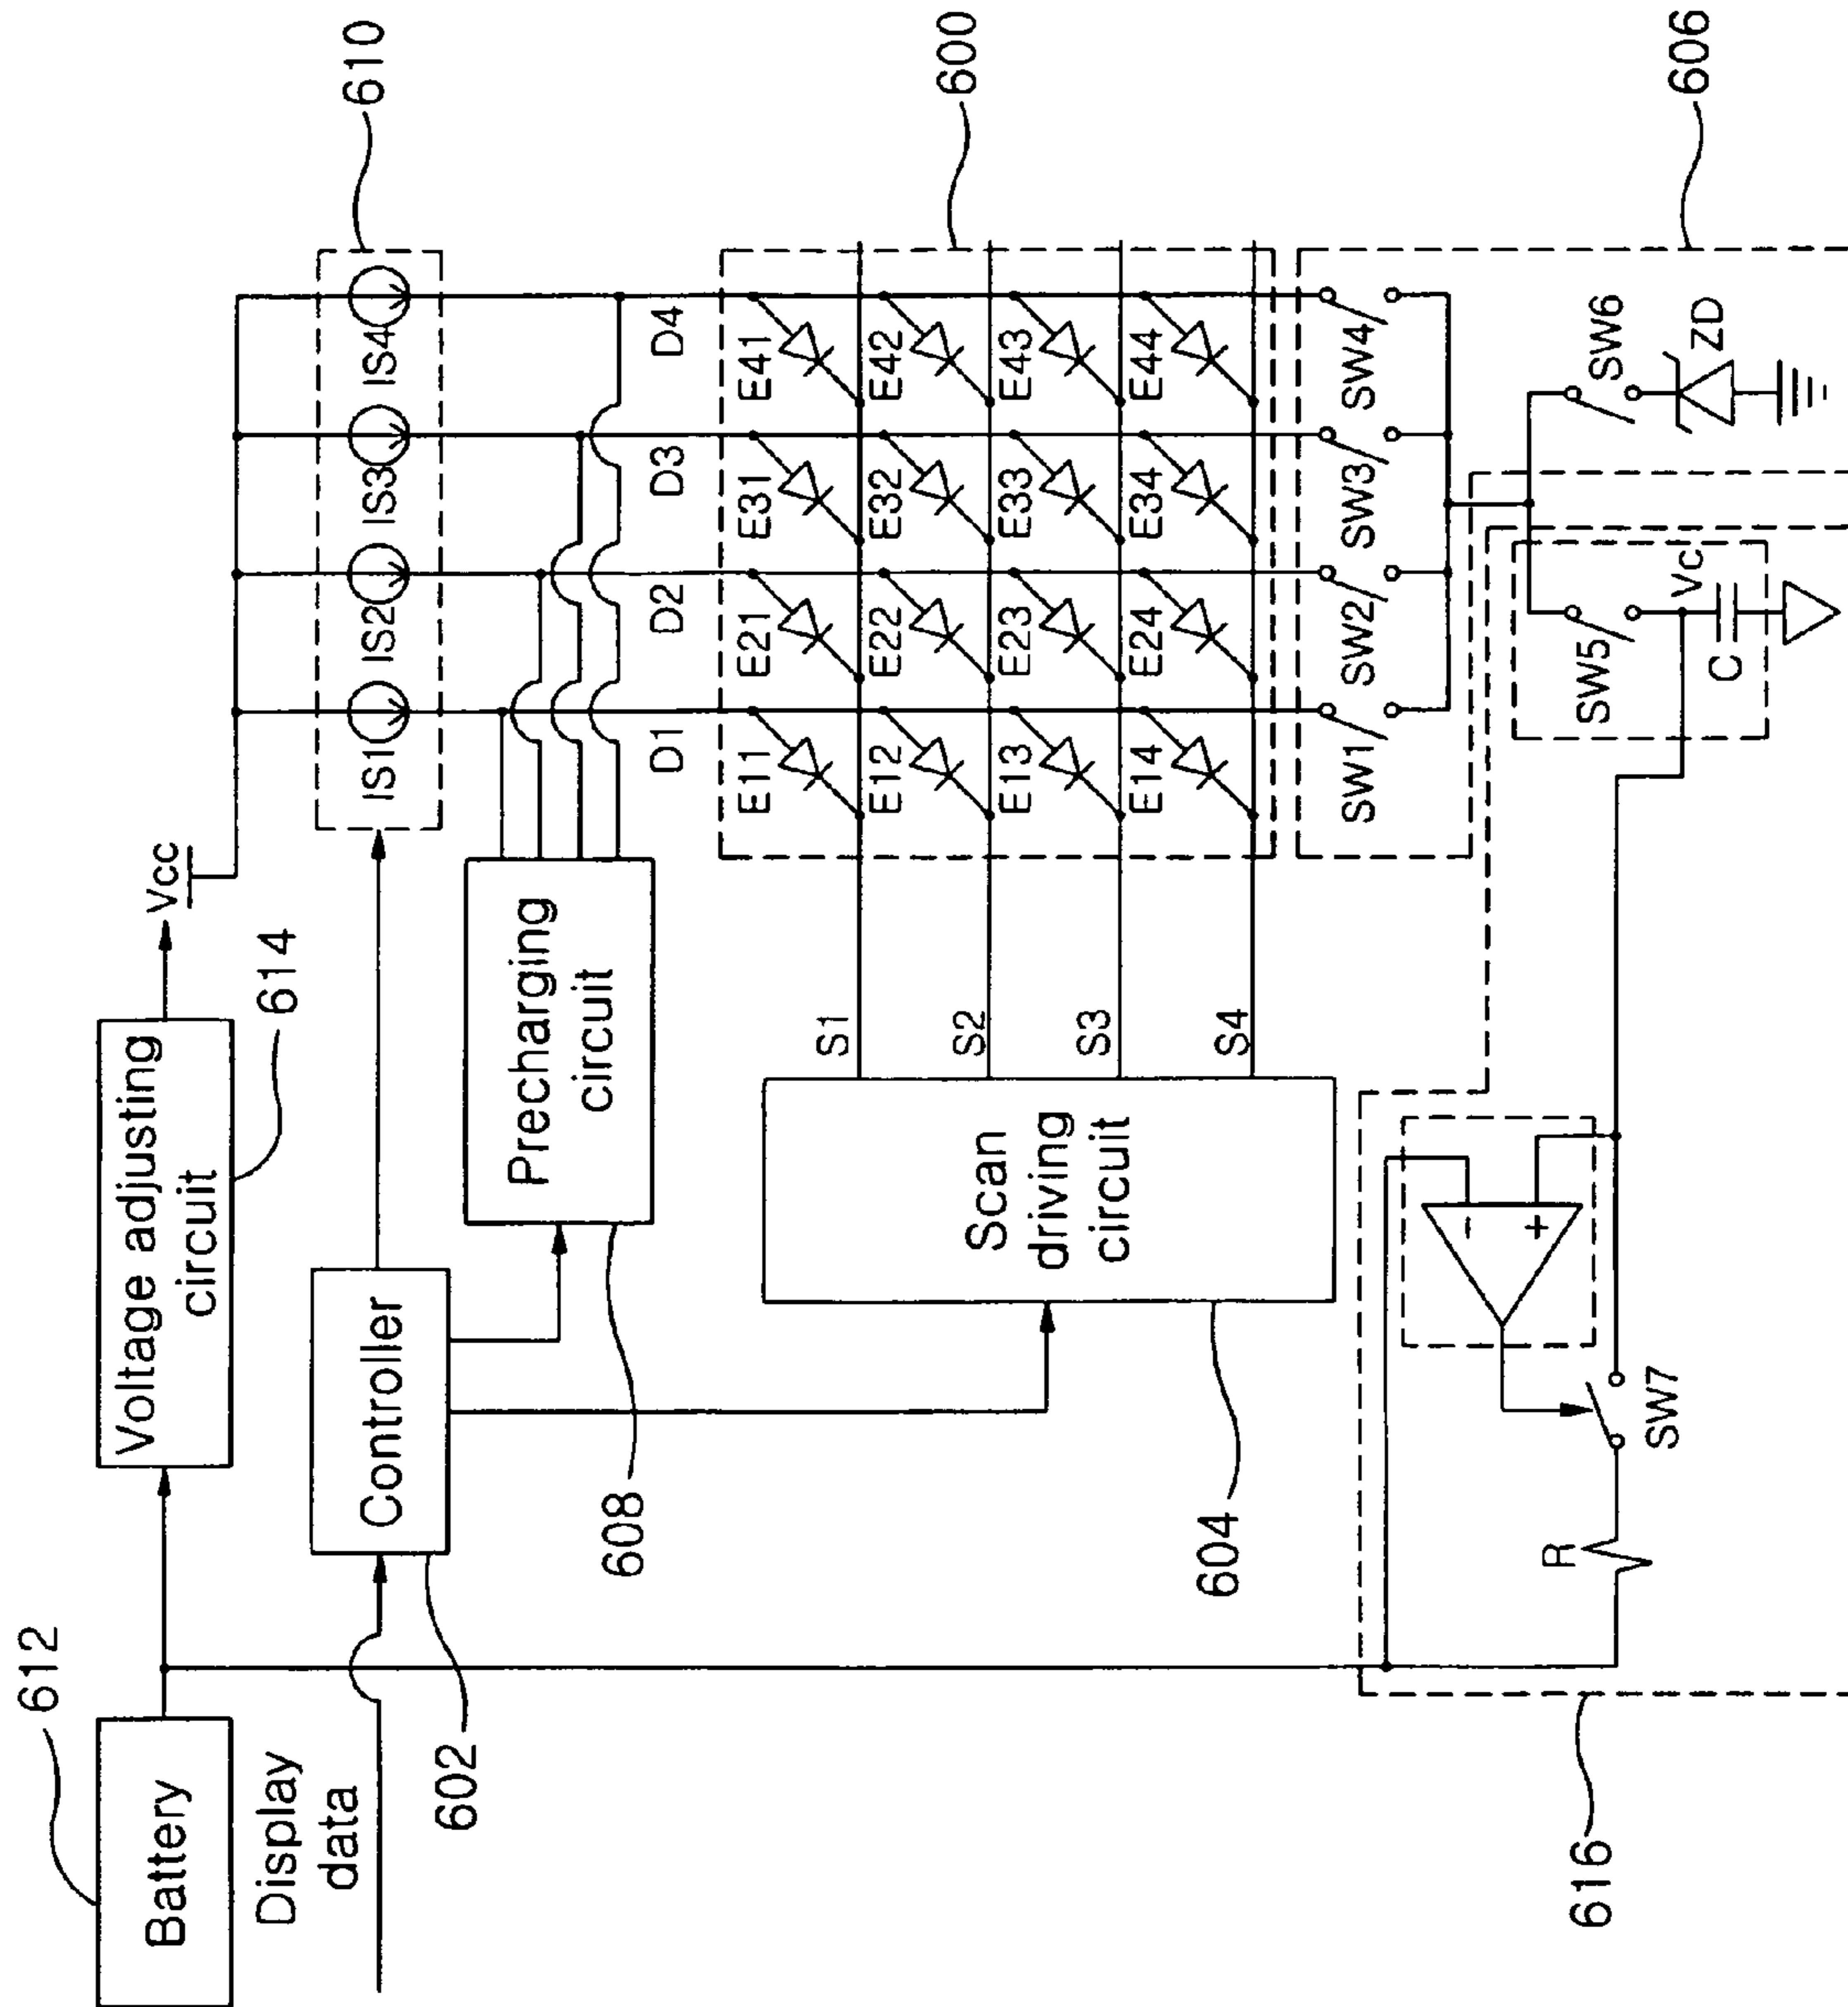 612
Battery
Voltage adjusting
circuit
614
Vcc
Display
data
Controller
602
610
IS1
IS2
IS3
IS4
Precharging
circuit
608
D1
D2
D3
D4
600
E11
E21
E31
E41
E12
E22
E32
E42
E13
E23
E33
E43
E14
E24
E34
E44
S1
S2
S3
S4
Scan
driving
circuit
604
SW1
SW2
SW3
SW4
606
SW5
SW6
Vc
C
ZD
-
+
R
SW7
616